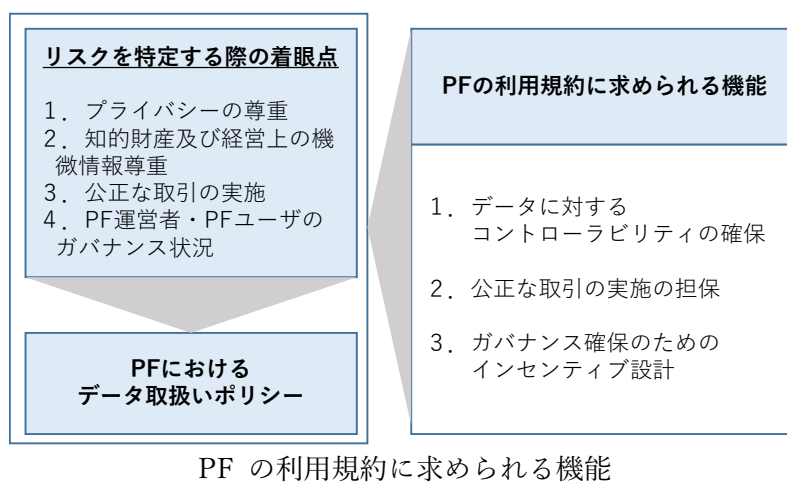 リスクを特定する際の着眼点
1．プライバシーの尊重
2．知的財産及び経営上の機
微情報尊重
3．公正な取引の実施
4．PF運営者・PFユーザの
ガバナンス状況
PFにおける
データ取扱いポリシー
PFの利用規約に求められる機能
1．データに対する
コントローラビリティの確保
2．公正な取引の実施の担保
3．ガバナンス確保のための
インセンティブ設計
PF の利用規約に求められる機能